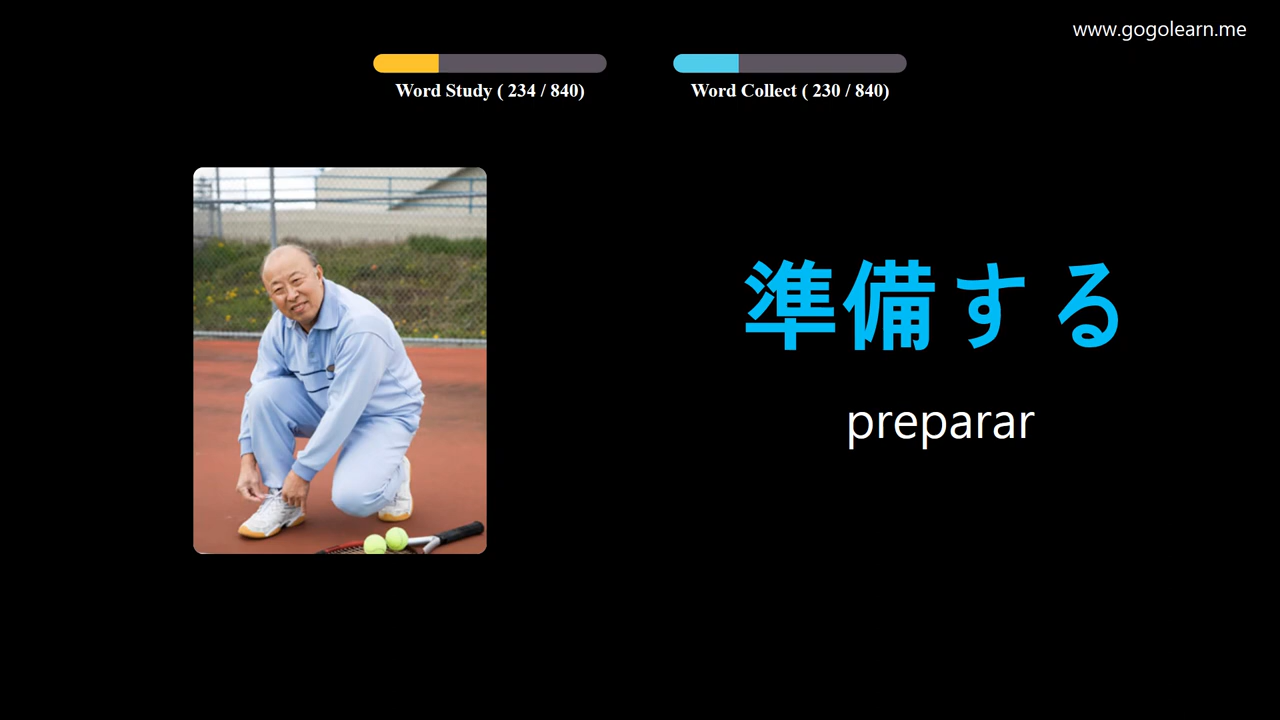 www.gogolearn.me
Word Study ( 234 / 840)
Word Collect ( 230 / 840)
準備する
preparar